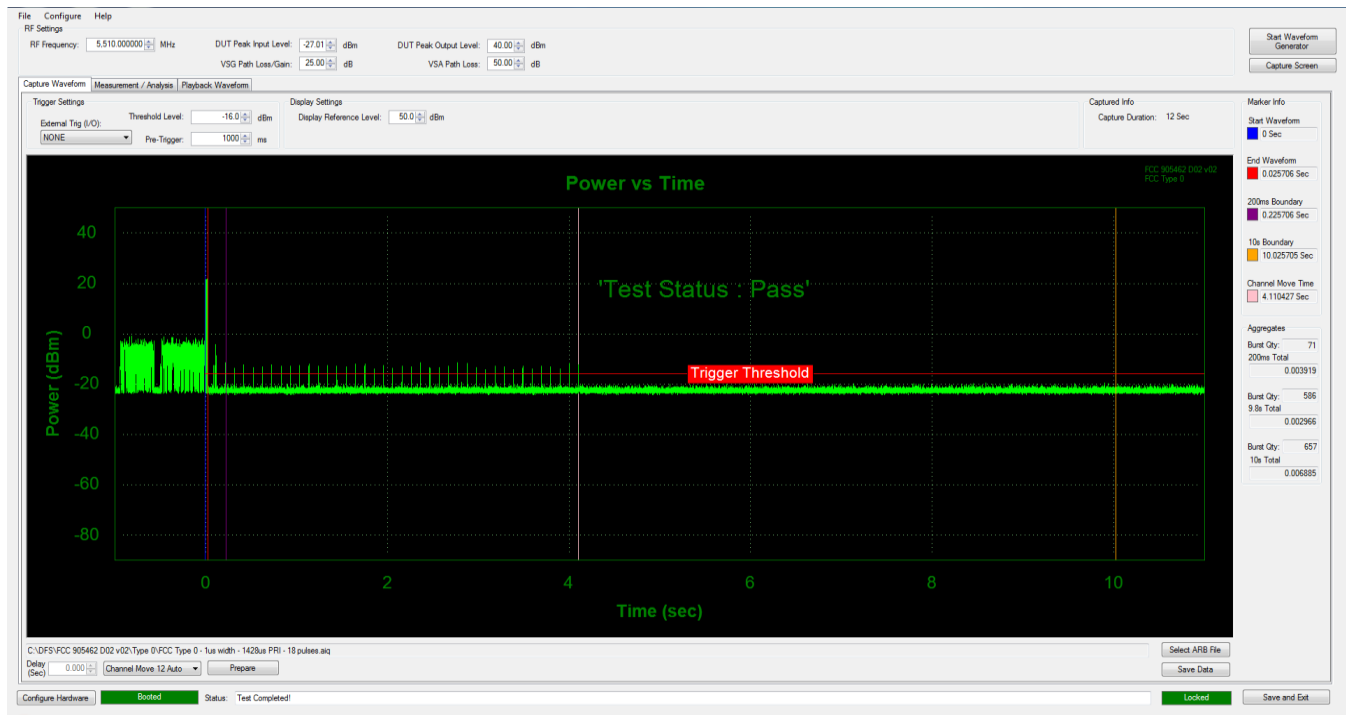 File Configure Help
RF Settings
RF Frequency: 5,510.000000 MHz DUT Peak Input Level: -27.01 dBm DUT Peak Output Level: 40.00 dBm
VSG Path Loss/Gain: 25.00 dB VSA Path Loss: 50.00 dB
Start Waveform
Generator
Capture Screen
Capture Waveform Measurement / Analysis Playback Waveform
Trigger Settings
External Trig (I/O): Threshold Level: -16.0 dBm
NONE Pre-Trigger: 1000 ms
Display Settings
Display Reference Level: 50.0 dBm
Captured Info
Capture Duration: 12 Sec
Marker Info
Start Waveform
0 Sec
End Waveform
0.025706 Sec
200ms Boundary
0.225706 Sec
10s Boundary
10.025705 Sec
Channel Move Time
4.110427 Sec
Aggregates
Burst Qty: 71
200ms Total
0.003919
Burst Qty: 586
9.8s Total
0.002966
Burst Qty: 657
10s Total
0.006885
Power vs Time
FCC 905462 D02 v02
FCC Type 0
'Test Status : Pass'
Trigger Threshold
Power (dBm)
40
20
0
-20
-40
-60
-80
0 2 4 6 8 10
Time (sec)
C:\DFS\FCC 905462 D02 v02\Type 0\FCC Type 0 - 1us width - 1428us PRI - 18 pulses.aiq
Select ARB File
Delay
(Sec) 0.000 Channel Move 12 Auto Prepare
Save Data
Configure Hardware Booted Status: Test Completed! Locked Save and Exit